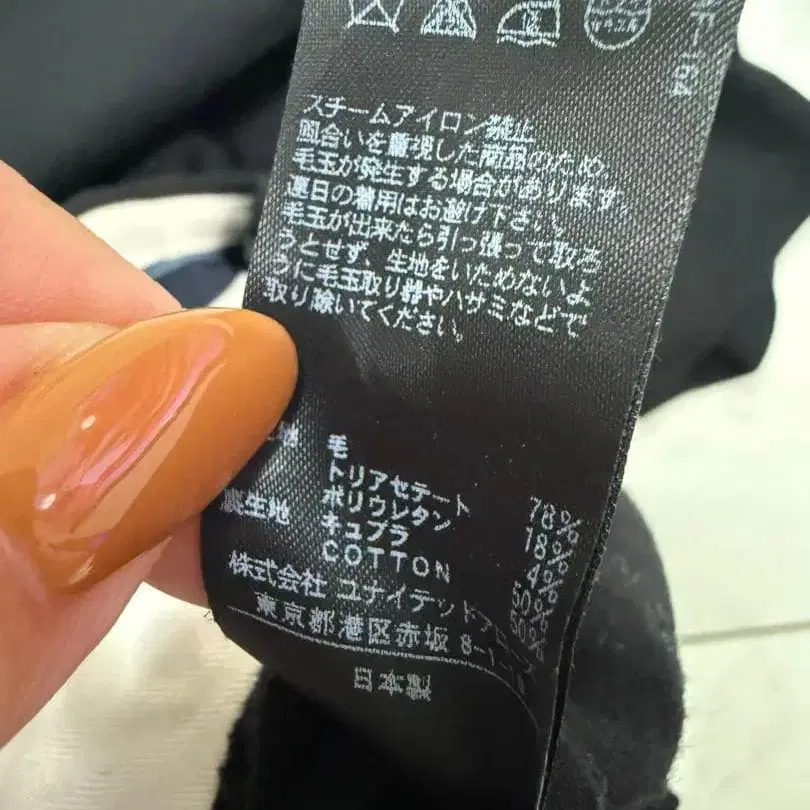 スチームアイロン禁止
風合いを重視した商品のため、
毛玉が発生する場合があります。
連日の着用はお避け下さい。
毛玉が出来たら引っ張って取ろ
うとせず、生地をいためないよ
うに毛玉取り器やハサミなどで
取り除いてください。
毛 78%
トリアセテート 18%
ポリウレタン 4%
裏生地 キュプラ 50%
COTTON 50%
株式会社 ユナイテッド
東京都港区赤坂 8-1
日本製